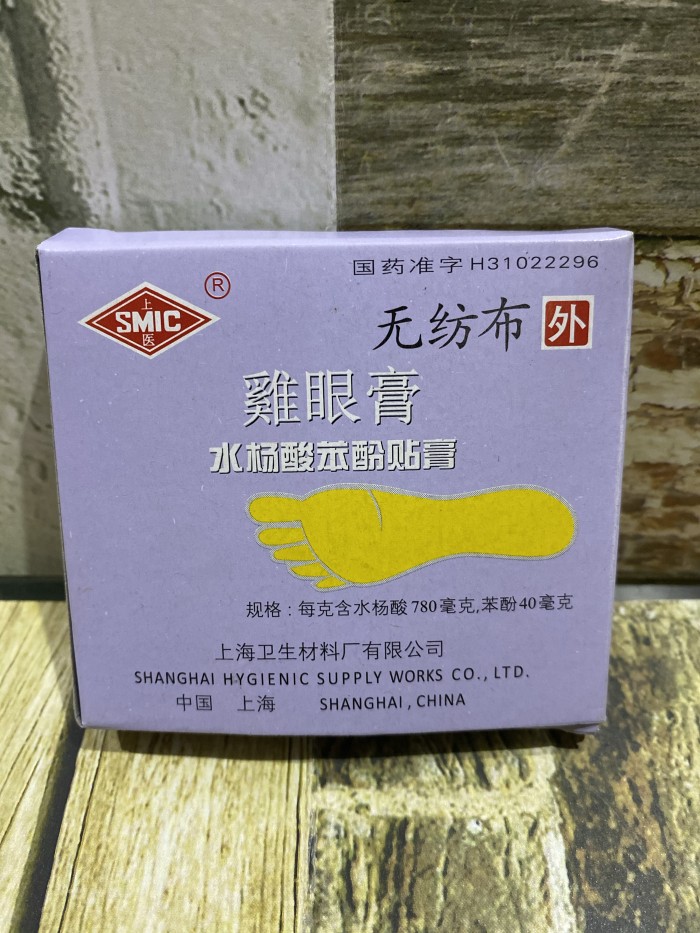 国药准字H31022296
上
SMIC
医
®
无纺布 外
雞眼膏
水杨酸苯酚贴膏
规格：每克含水杨酸780毫克,苯酚40毫克
上海卫生材料厂有限公司
SHANGHAI HYGIENIC SUPPLY WORKS CO., LTD.
中国 上海 SHANGHAI, CHINA